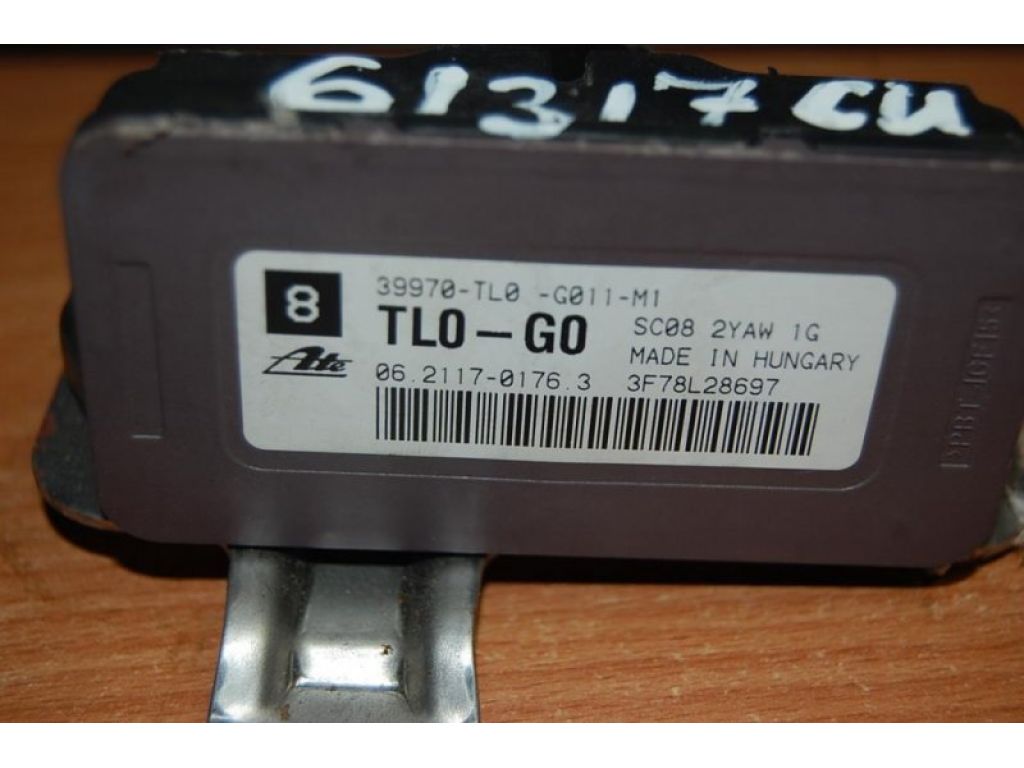 61317CU
8
39970-TL0 -G011-M1
TL0-G0
SC08 2YAW 1G
MADE IN HUNGARY
Ate
06.2117-0176.3 3F78L28697